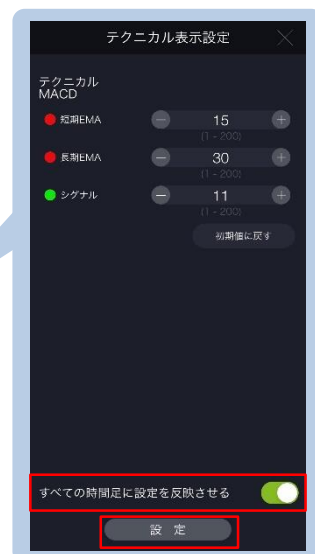 テクニカル表示設定
テクニカル
MACD
短期EMA
15
(1 - 200)
長期EMA
30
(1 - 200)
シグナル
11
(1 - 200)
初期値に戻す
すべての時間足に設定を反映させる
設 定